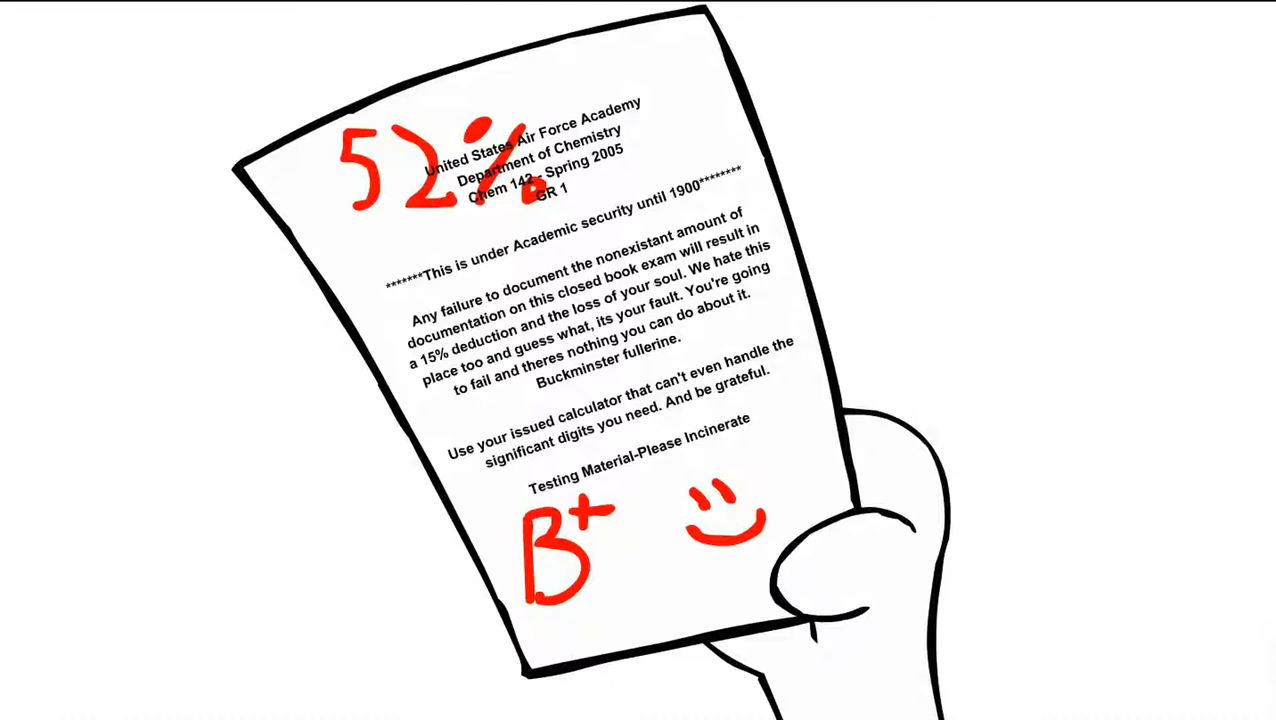 52%
United States Air Force Academy
Department of Chemistry
Chem 142 - Spring 2005
GR 1
*******This is under Academic security until 1900********
Any failure to document the nonexistant amount of
documentation on this closed book exam will result in
a 15% deduction and the loss of your soul. We hate this
place too and guess what, its your fault. You're going
to fail and theres nothing you can do about it.
Buckminster fullerine.
Use your issued calculator that can't even handle the
significant digits you need. And be grateful.
Testing Material-Please Incinerate
B+